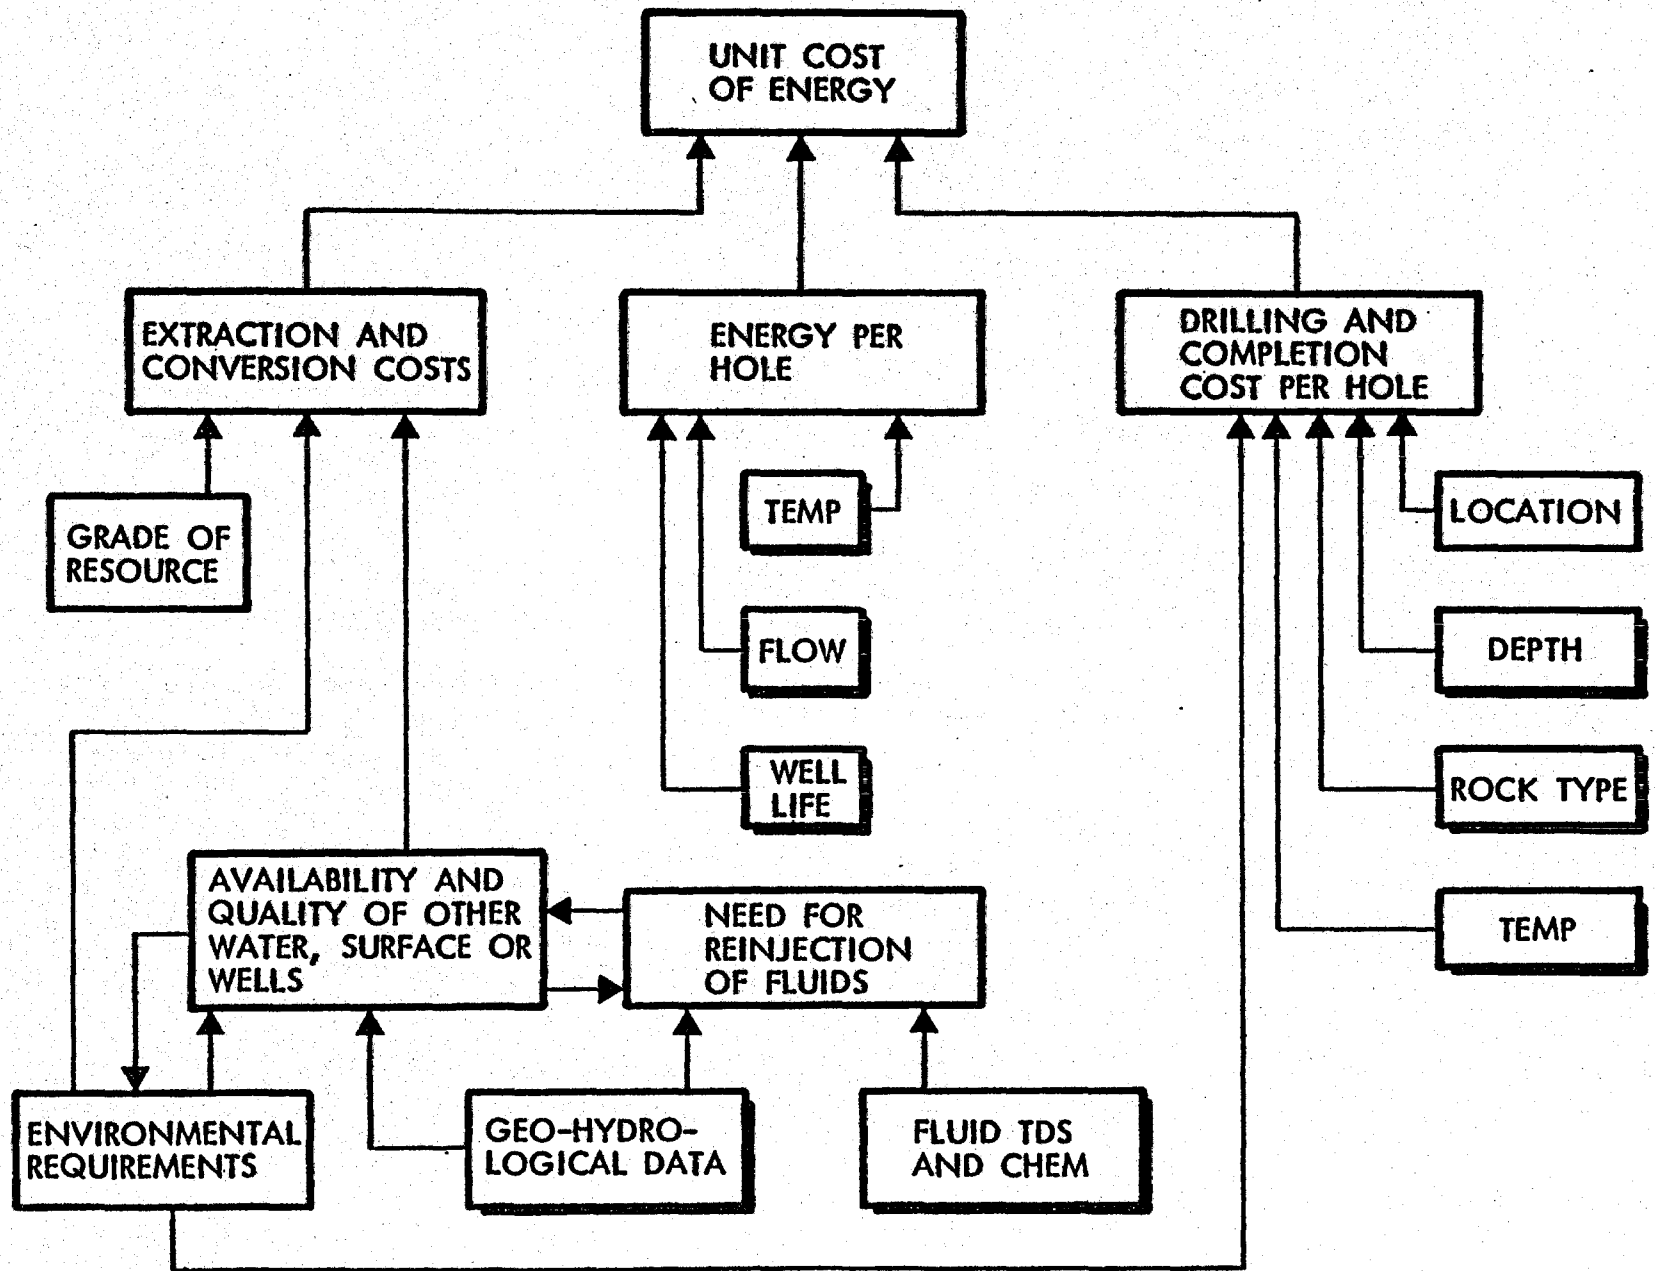 UNIT COST
OF ENERGY
EXTRACTION AND
CONVERSION COSTS
ENERGY PER
HOLE
DRILLING AND
COMPLETION
COST PER HOLE
GRADE OF
RESOURCE
TEMP
LOCATION
FLOW
DEPTH
WELL
LIFE
ROCK TYPE
AVAILABILITY AND
QUALITY OF OTHER
WATER, SURFACE OR
WELLS
NEED FOR
REINJECTION
OF FLUIDS
TEMP
ENVIRONMENTAL
REQUIREMENTS
GEO-HYDRO-
LOGICAL DATA
FLUID TDS
AND CHEM